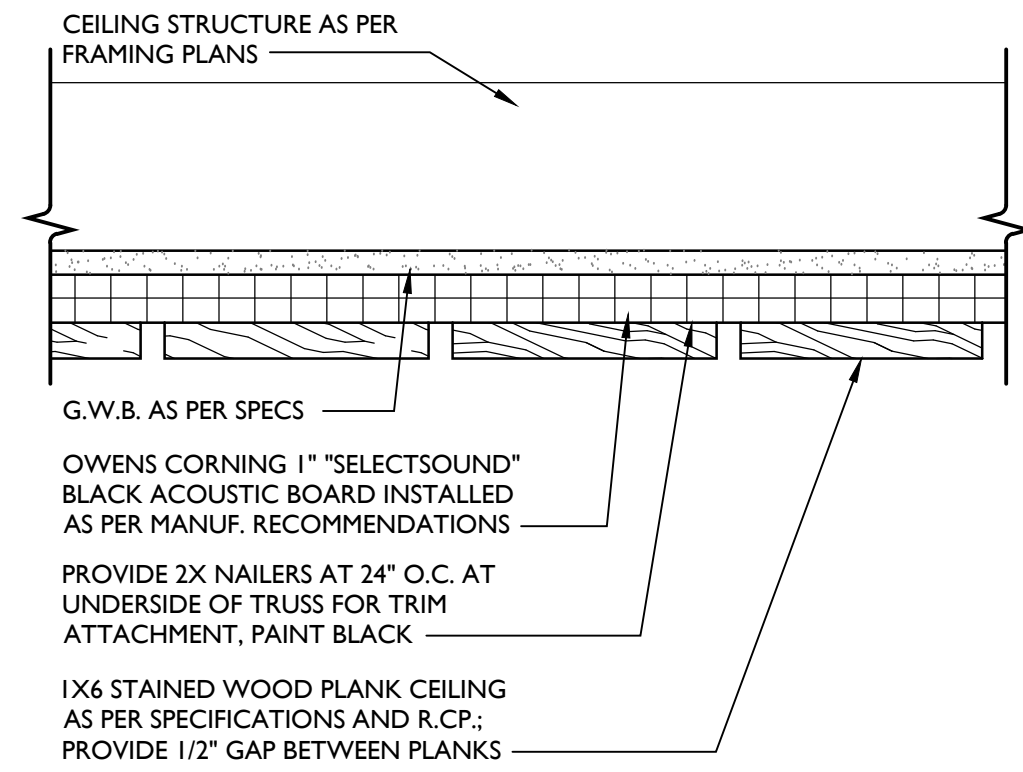 CEILING STRUCTURE AS PER
FRAMING PLANS
G.W.B. AS PER SPECS
OWENS CORNING 1" "SELECTSOUND"
BLACK ACOUSTIC BOARD INSTALLED
AS PER MANUF. RECOMMENDATIONS
PROVIDE 2X NAILERS AT 24" O.C. AT
UNDERSIDE OF TRUSS FOR TRIM
ATTACHMENT, PAINT BLACK
1X6 STAINED WOOD PLANK CEILING
AS PER SPECIFICATIONS AND R.CP.;
PROVIDE 1/2" GAP BETWEEN PLANKS